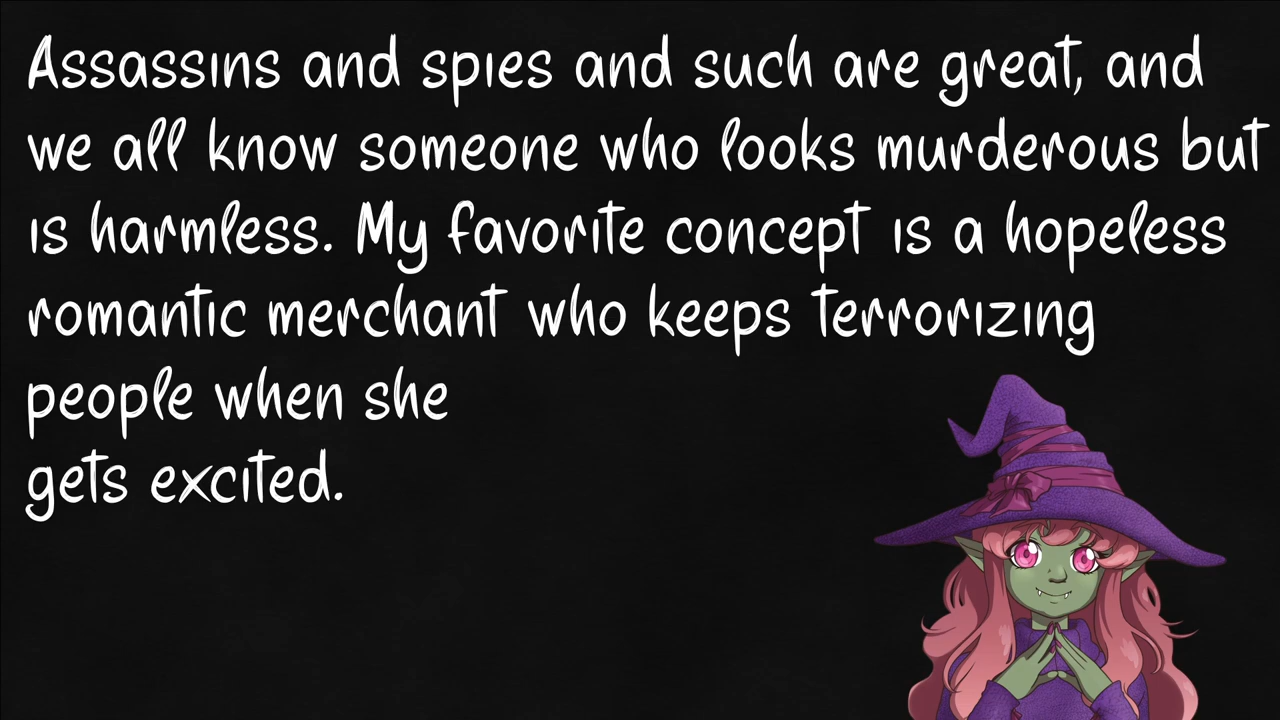 Assassins and spies and such are great, and
we all know someone who looks murderous but
is harmless. My favorite concept is a hopeless
romantic merchant who keeps terrorizing
people when she
gets excited.